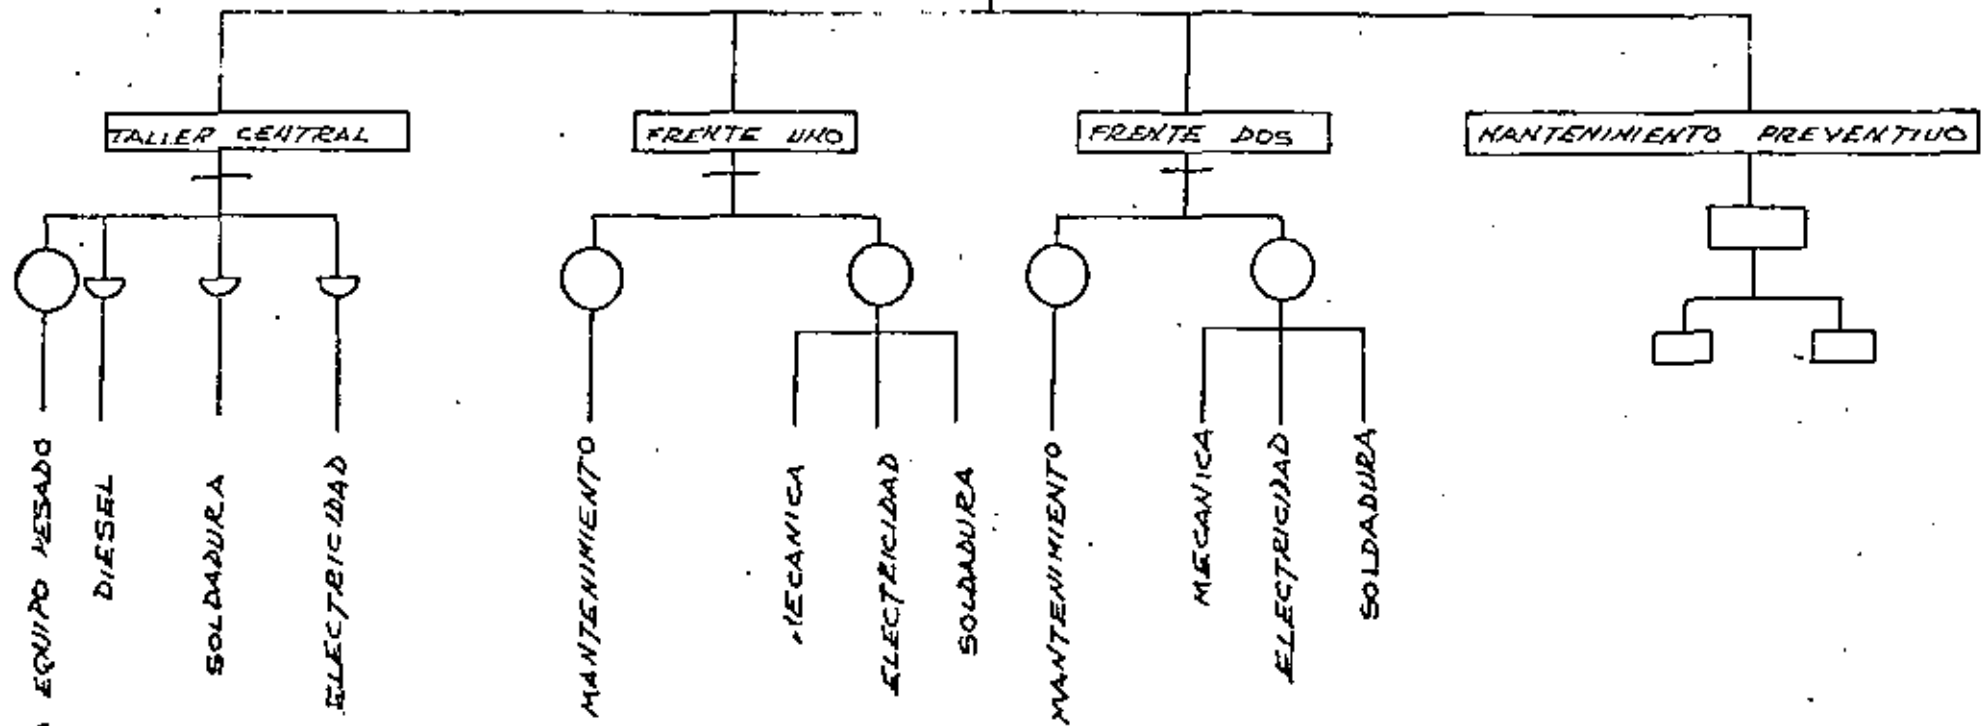 TALLER CENTRAL
FRENTE UNO
FRENTE DOS
MANTENIMIENTO PREVENTIVO
EQUIPO PESADO
DIESEL
SOLDADURA
ELECTRICIDAD
MANTENIMIENTO
MECANICA
ELECTRICIDAD
SOLDADURA
MANTENIMIENTO
MECANICA
ELECTRICIDAD
SOLDADURA